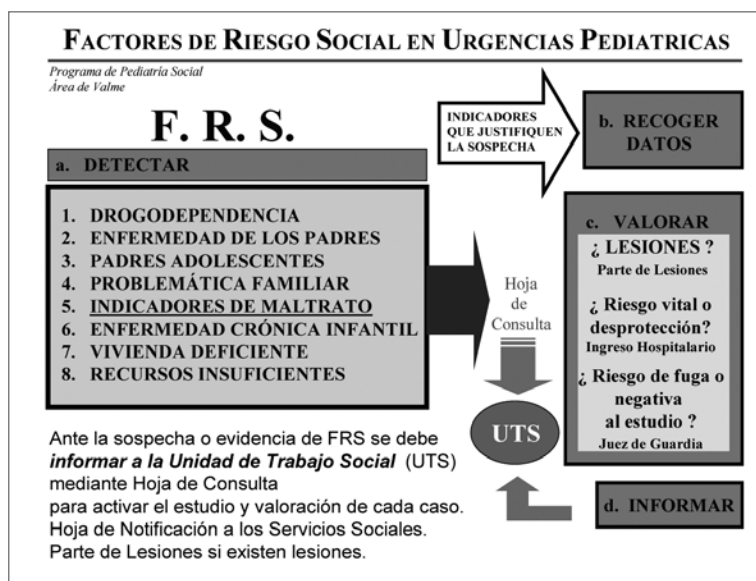 FACTORES DE RIESGO SOCIAL EN URGENCIAS PEDIATRICAS
Programa de Pediatría Social
Área de Valme
F. R. S.
a. DETECTAR
1. DROGODEPENDENCIA
2. ENFERMEDAD DE LOS PADRES
3. PADRES ADOLESCENTES
4. PROBLEMÁTICA FAMILIAR
5. INDICADORES DE MALTRATO
6. ENFERMEDAD CRÓNICA INFANTIL
7. VIVIENDA DEFICIENTE
8. RECURSOS INSUFICIENTES
INDICADORES
QUE JUSTIFIQUEN
LA SOSPECHA
b. RECOGER
DATOS
c. VALORAR
¿ LESIONES ?
Parte de Lesiones
¿ Riesgo vital o
desprotección?
Ingreso Hospitalario
¿ Riesgo de fuga o
negativa
al estudio ?
Juez de Guardia
Hoja
de
Consulta
UTS
d. INFORMAR
Ante la sospecha o evidencia de FRS se debe
informar a la Unidad de Trabajo Social (UTS)
mediante Hoja de Consulta
para activar el estudio y valoración de cada caso.
Hoja de Notificación a los Servicios Sociales.
Parte de Lesiones si existen lesiones.